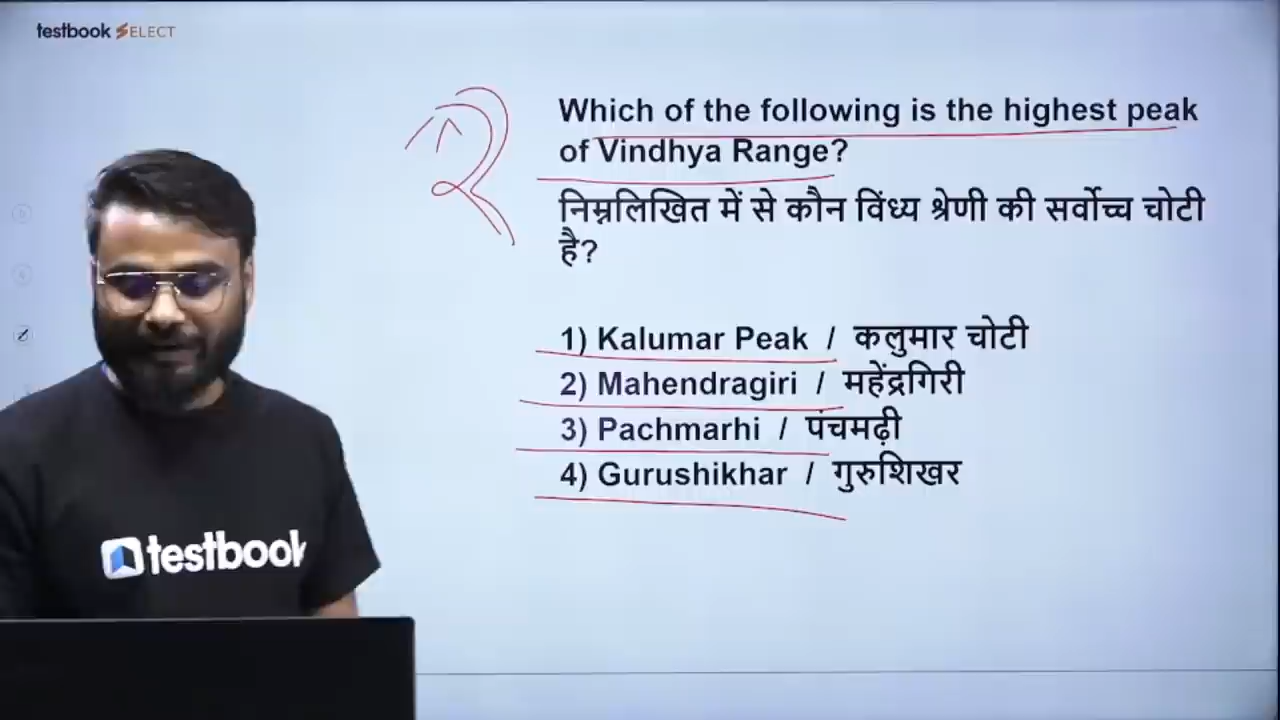 testbook SELECT
Which of the following is the highest peak
of Vindhya Range?
निम्नलिखित में से कौन विंध्य श्रेणी की सर्वोच्च चोटी
है?
1) Kalumar Peak / कलुमार चोटी
2) Mahendragiri / महेंद्रगिरी
3) Pachmarhi / पंचमढ़ी
4) Gurushikhar / गुरुशिखर
testbook